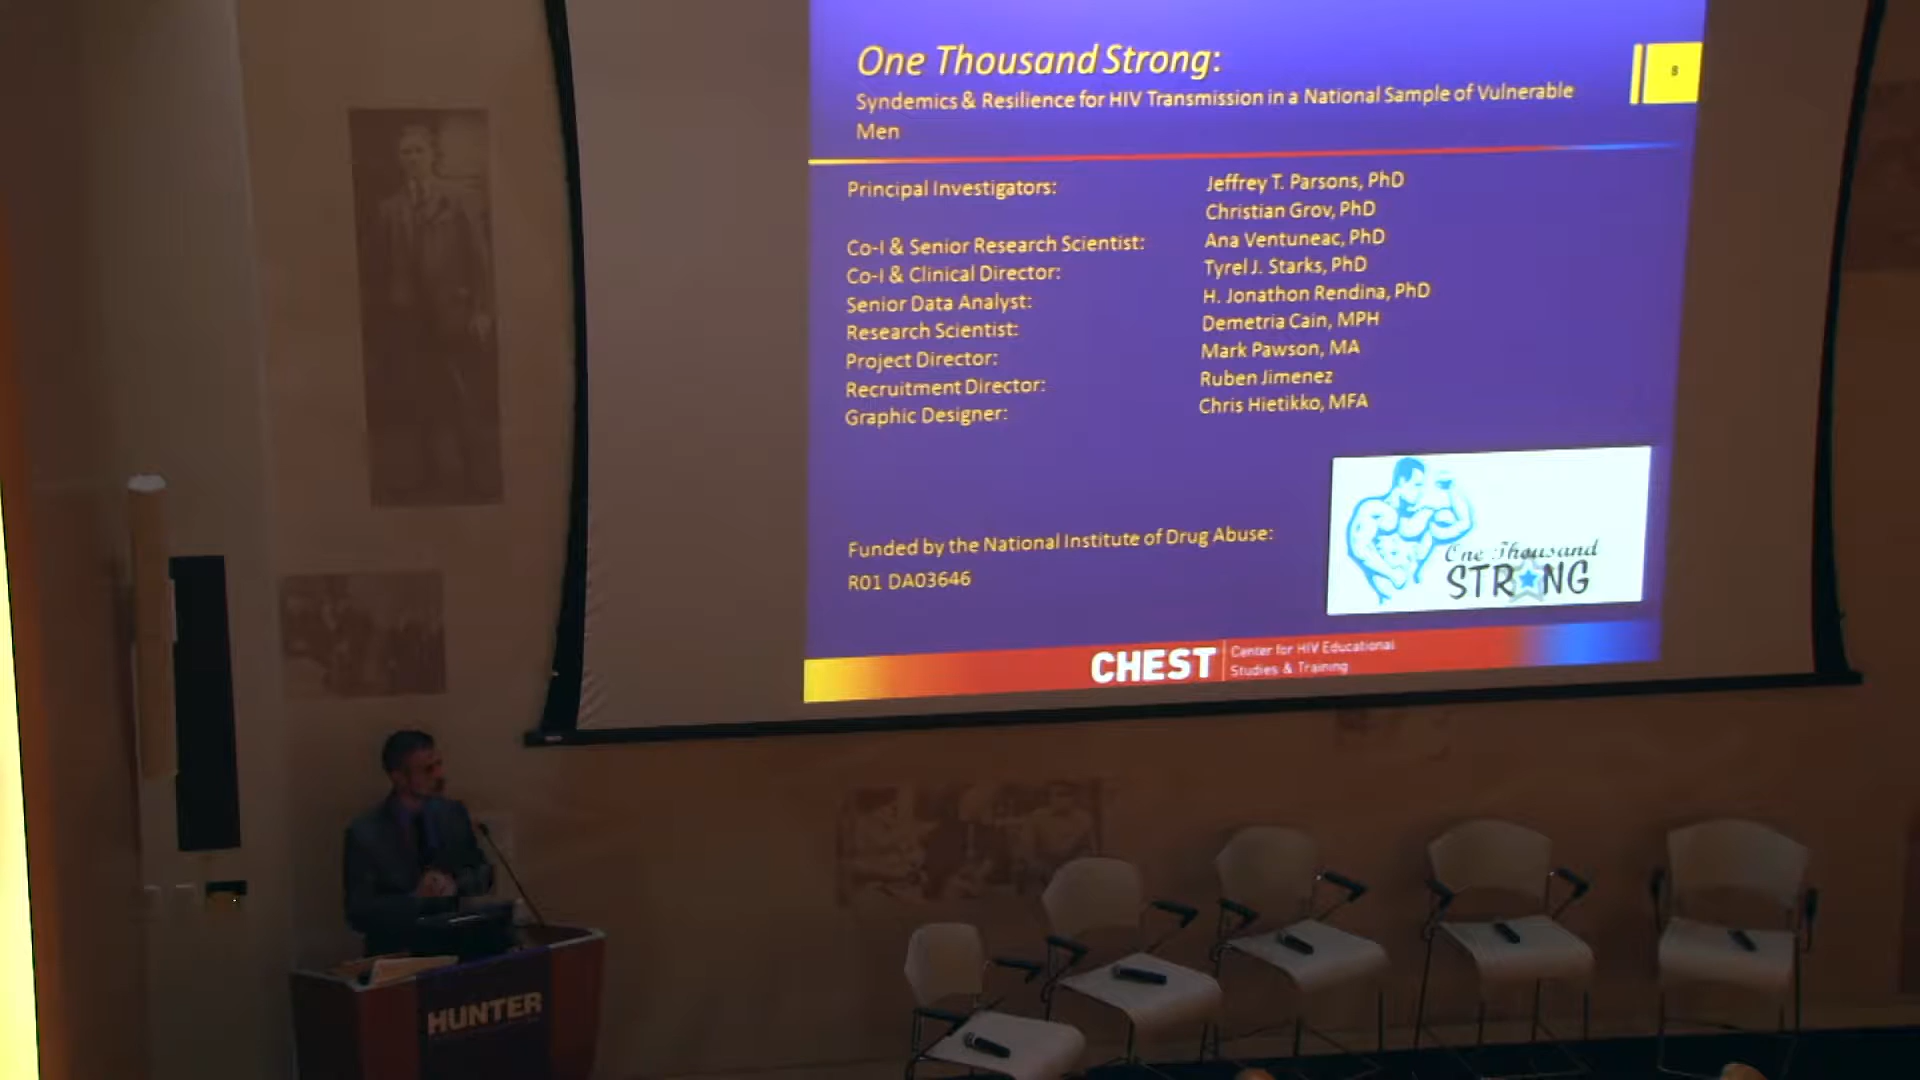 One Thousand Strong:
8
Syndemics & Resilience for HIV Transmission in a National Sample of Vulnerable
Men
Principal Investigators: Jeffrey T. Parsons, PhD
Christian Grov, PhD
Co-I & Senior Research Scientist: Ana Ventuneac, PhD
Co-I & Clinical Director: Tyrel J. Starks, PhD
Senior Data Analyst: H. Jonathon Rendina, PhD
Research Scientist: Demetria Cain, MPH
Project Director: Mark Pawson, MA
Recruitment Director: Ruben Jimenez
Graphic Designer: Chris Hietikko, MFA
Funded by the National Institute of Drug Abuse:
R01 DA03646
One Thousand
STRONG
CHEST
Center for HIV Educational
Studies & Training
HUNTER